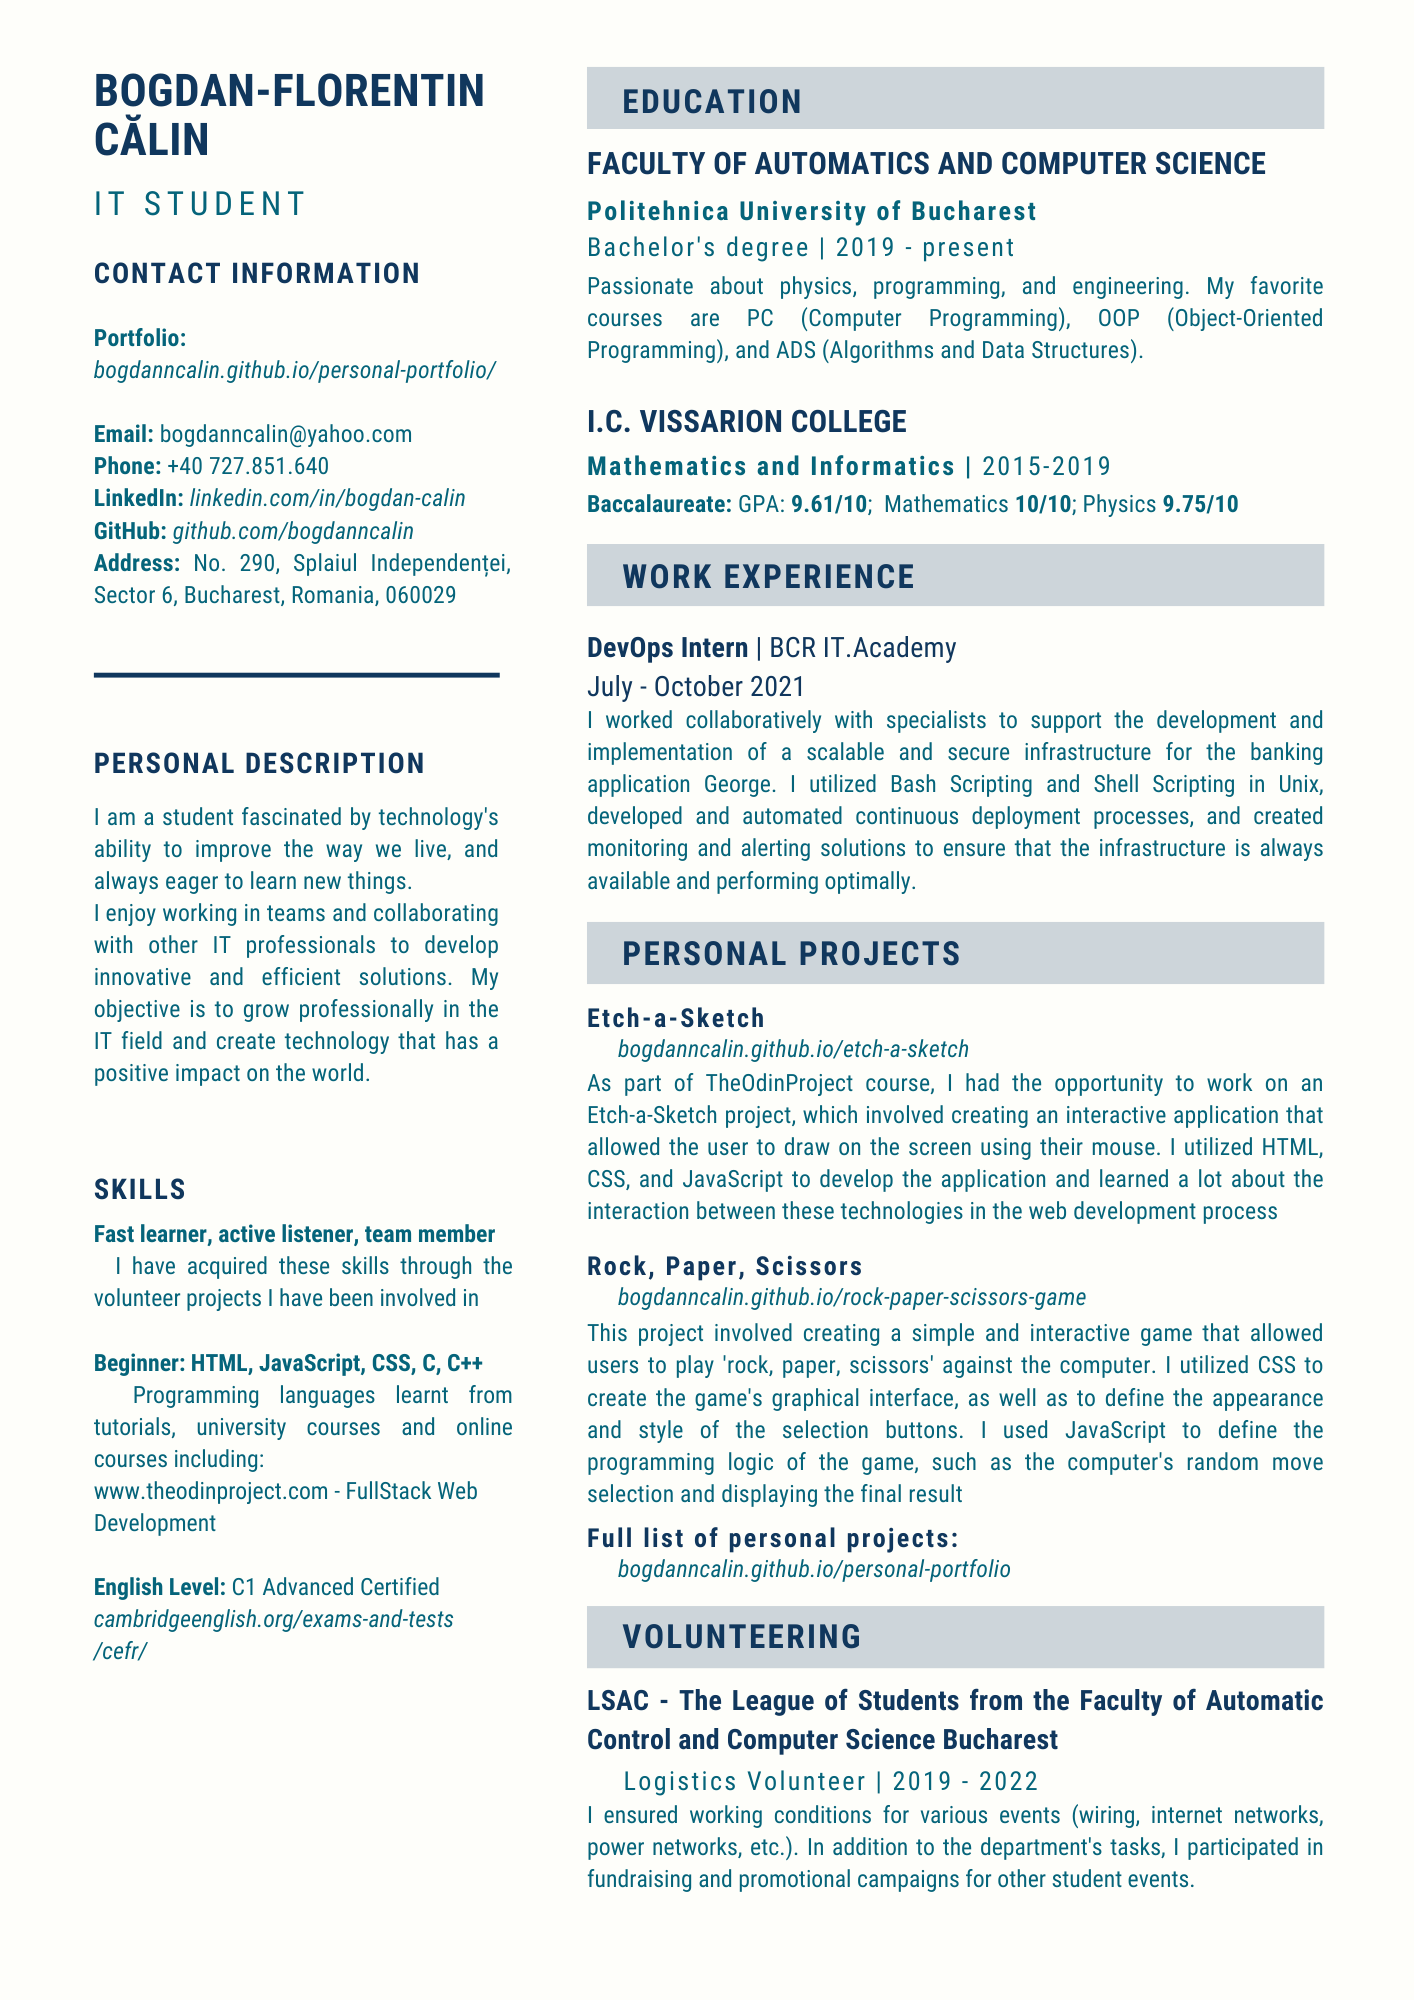 BOGDAN-FLORENTIN
CĂLIN
IT STUDENT
CONTACT INFORMATION
Portfolio:
bogdanncalin.github.io/personal-portfolio/
Email: bogdanncalin@yahoo.com
Phone: +40 727.851.640
LinkedIn: linkedin.com/in/bogdan-calin
GitHub: github.com/bogdanncalin
Address: No. 290, Splaiul Independenței,
Sector 6, Bucharest, Romania, 060029
PERSONAL DESCRIPTION
I am a student fascinated by technology's
ability to improve the way we live, and
always eager to learn new things.
I enjoy working in teams and collaborating
with other IT professionals to develop
innovative and efficient solutions. My
objective is to grow professionally in the
IT field and create technology that has a
positive impact on the world.
SKILLS
Fast learner, active listener, team member
I have acquired these skills through the
volunteer projects I have been involved in
Beginner: HTML, JavaScript, CSS, C, C++
Programming languages learnt from
tutorials, university courses and online
courses including:
www.theodinproject.com - FullStack Web
Development
English Level: C1 Advanced Certified
cambridgeenglish.org/exams-and-tests
/cefr/
EDUCATION
FACULTY OF AUTOMATICS AND COMPUTER SCIENCE
Politehnica University of Bucharest
Bachelor's degree | 2019 - present
Passionate about physics, programming, and engineering. My favorite
courses are PC (Computer Programming), OOP (Object-Oriented
Programming), and ADS (Algorithms and Data Structures).
I.C. VISSARION COLLEGE
Mathematics and Informatics | 2015-2019
Baccalaureate: GPA: 9.61/10; Mathematics 10/10; Physics 9.75/10
WORK EXPERIENCE
DevOps Intern | BCR IT.Academy
July - October 2021
I worked collaboratively with specialists to support the development and
implementation of a scalable and secure infrastructure for the banking
application George. I utilized Bash Scripting and Shell Scripting in Unix,
developed and automated continuous deployment processes, and created
monitoring and alerting solutions to ensure that the infrastructure is always
available and performing optimally.
PERSONAL PROJECTS
Etch-a-Sketch
bogdanncalin.github.io/etch-a-sketch
As part of TheOdinProject course, I had the opportunity to work on an
Etch-a-Sketch project, which involved creating an interactive application that
allowed the user to draw on the screen using their mouse. I utilized HTML,
CSS, and JavaScript to develop the application and learned a lot about the
interaction between these technologies in the web development process
Rock, Paper, Scissors
bogdanncalin.github.io/rock-paper-scissors-game
This project involved creating a simple and interactive game that allowed
users to play 'rock, paper, scissors' against the computer. I utilized CSS to
create the game's graphical interface, as well as to define the appearance
and style of the selection buttons. I used JavaScript to define the
programming logic of the game, such as the computer's random move
selection and displaying the final result
Full list of personal projects:
bogdanncalin.github.io/personal-portfolio
VOLUNTEERING
LSAC - The League of Students from the Faculty of Automatic
Control and Computer Science Bucharest
Logistics Volunteer | 2019 - 2022
I ensured working conditions for various events (wiring, internet networks,
power networks, etc.). In addition to the department's tasks, I participated in
fundraising and promotional campaigns for other student events.